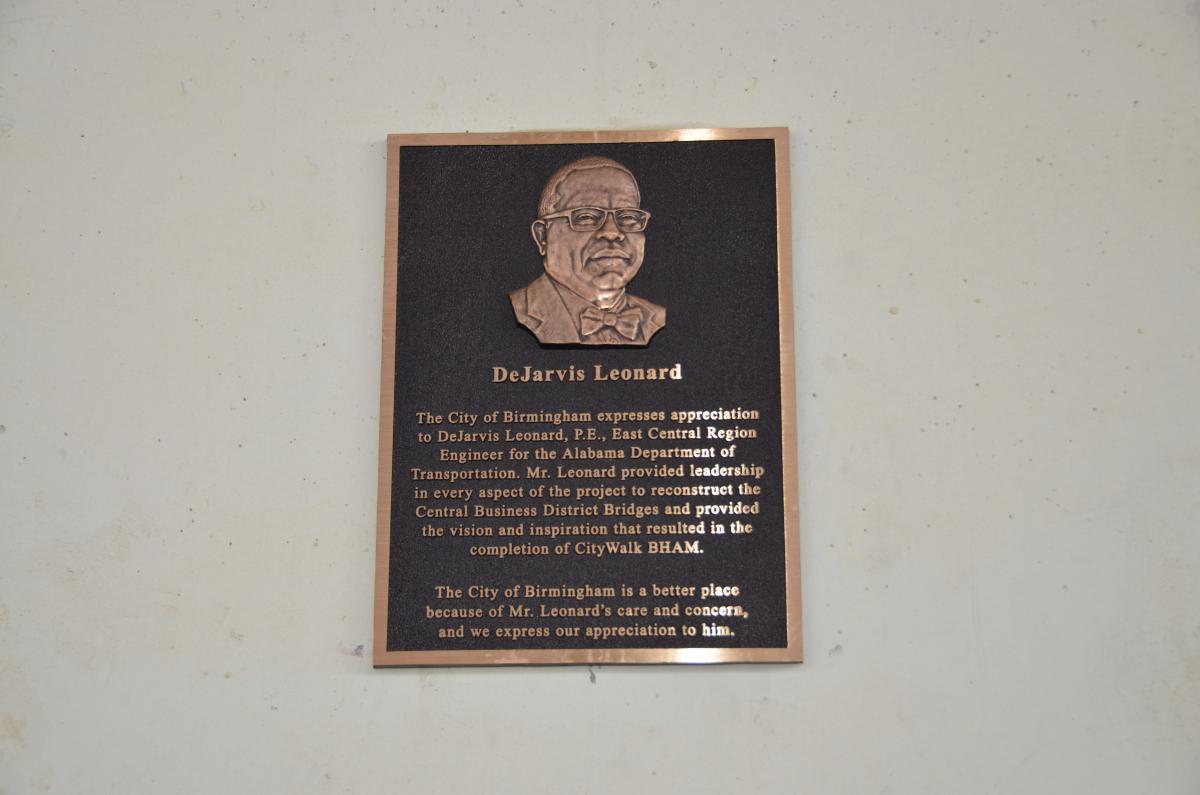 DeJarvis Leonard
The City of Birmingham expresses appreciation
to DeJarvis Leonard, P.E., East Central Region
Engineer for the Alabama Department of
Transportation. Mr. Leonard provided leadership
in every aspect of the project to reconstruct the
Central Business District Bridges and provided
the vision and inspiration that resulted in the
completion of CityWalk BHAM.
The City of Birmingham is a better place
because of Mr. Leonard's care and concern,
and we express our appreciation to him.